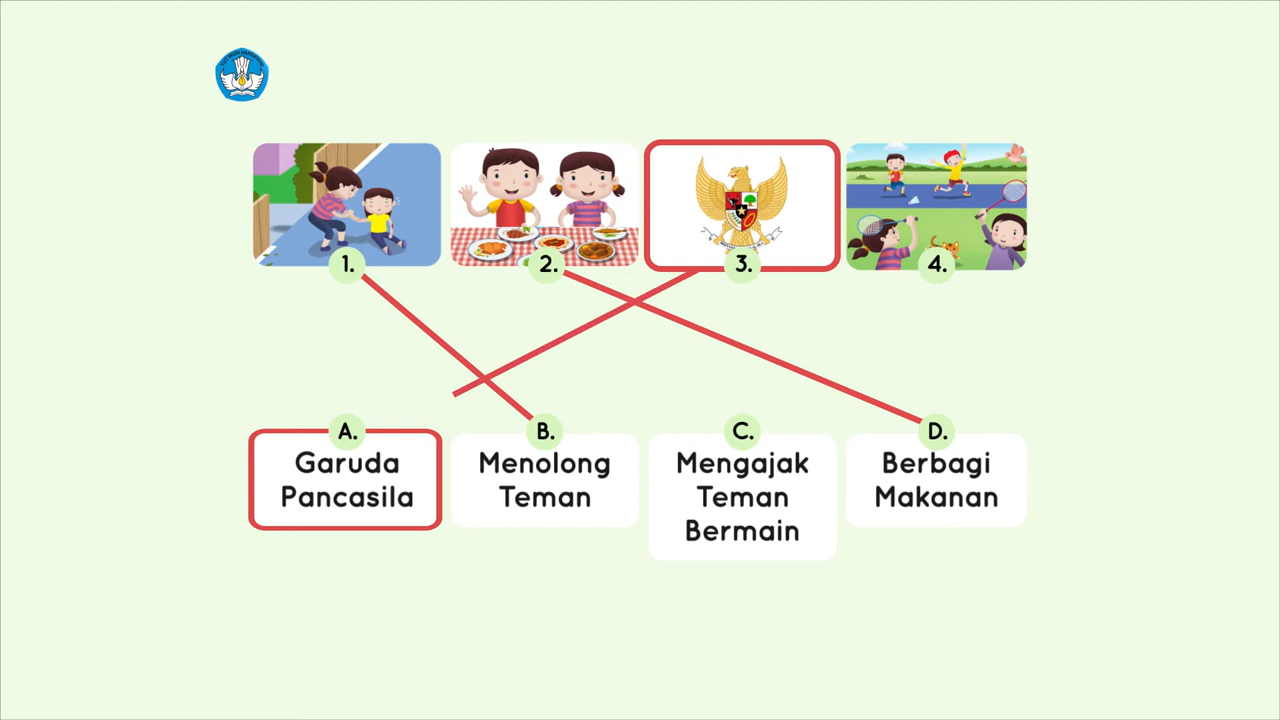 1.
2.
3.
4.
A.
Garuda
Pancasila
B.
Menolong
Teman
C.
Mengajak
Teman
Bermain
D.
Berbagi
Makanan